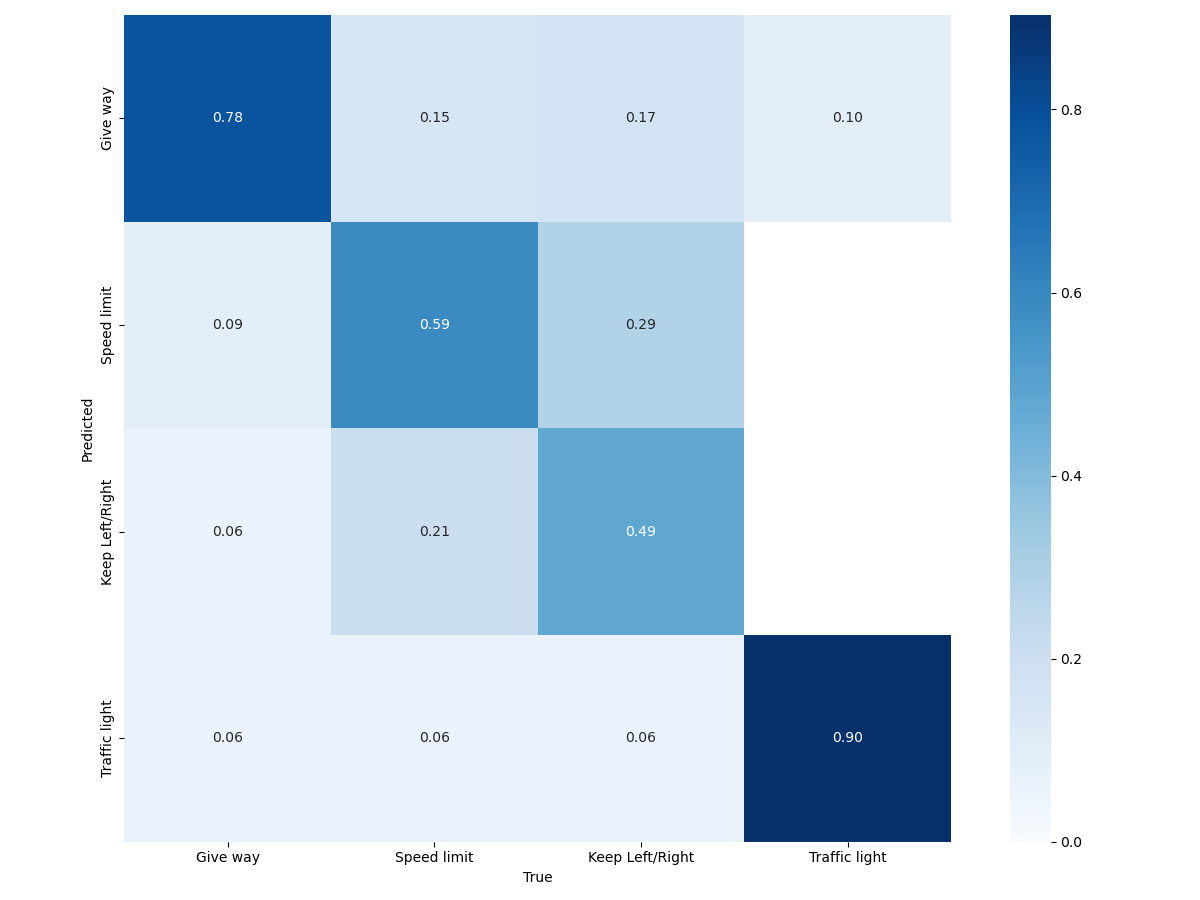 Give way
0.78
0.15
0.17
0.10
0.8
Speed limit
0.09
0.59
0.29
0.6
Predicted
Keep Left/Right
0.06
0.21
0.49
0.4
0.2
Traffic light
0.06
0.06
0.06
0.90
0.0
Give way
Speed limit
Keep Left/Right
Traffic light
True